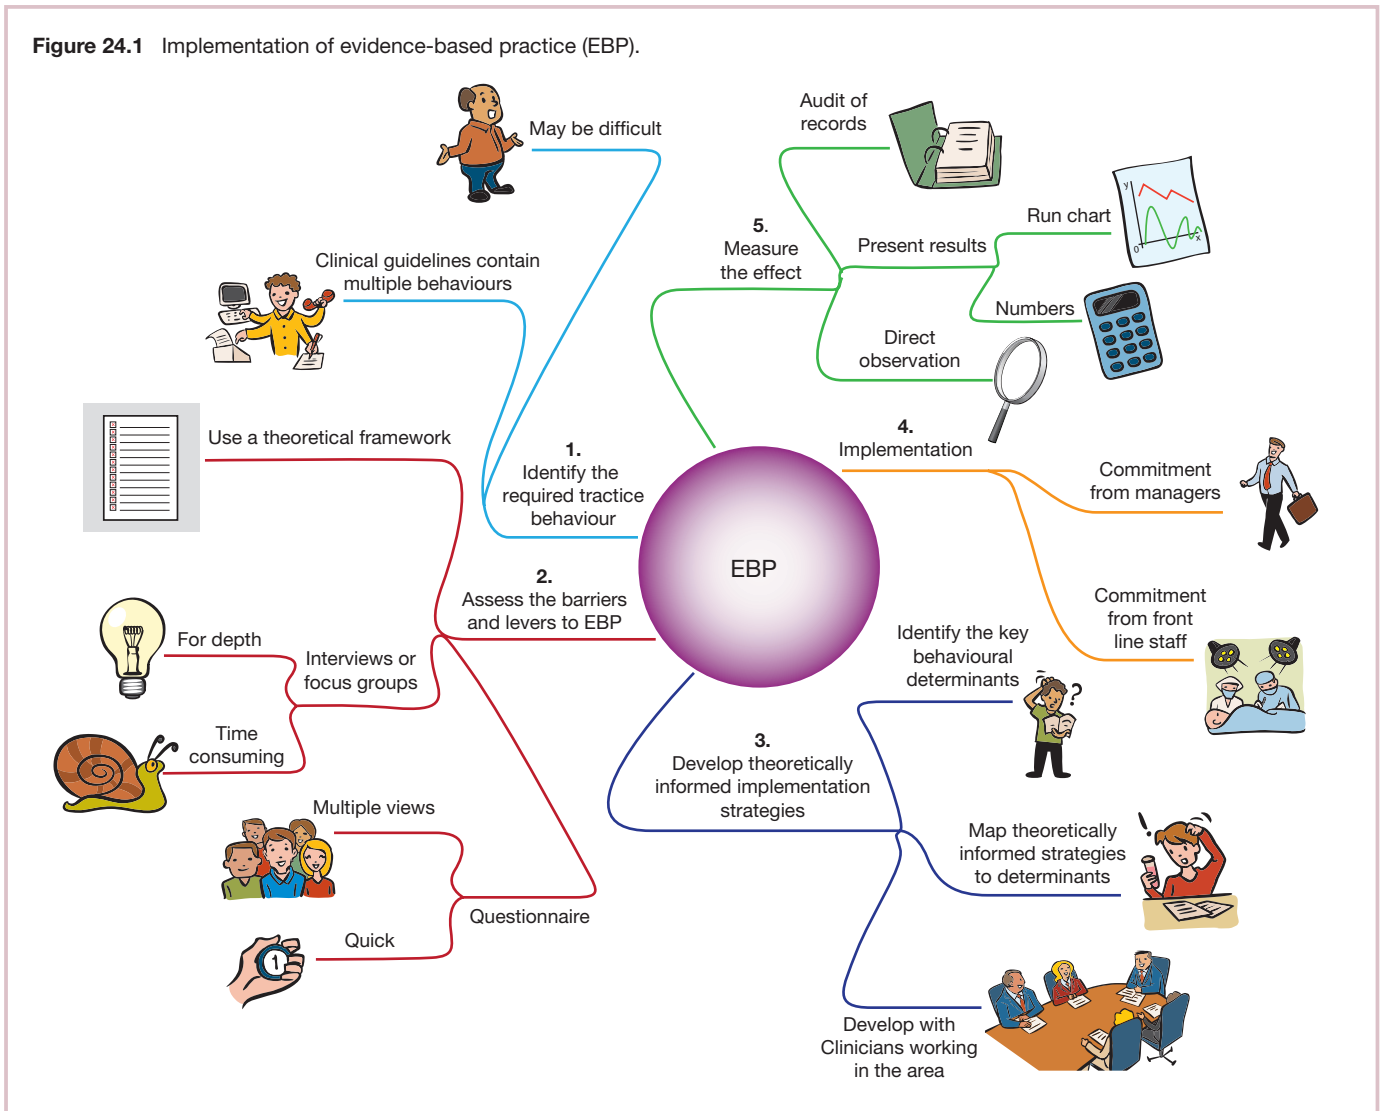 Figure 24.1 Implementation of evidence-based practice (EBP).
May be difficult
Clinical guidelines contain
multiple behaviours
1.
Identify the
required tractice
behaviour
Use a theoretical framework
2.
Assess the barriers
and levers to EBP
For depth
Interviews or
focus groups
Time
consuming
Multiple views
Questionnaire
Quick
1
EBP
Audit of
records
5.
Measure
the effect
Present results
Run chart
y
0
x
Numbers
Direct
observation
4.
Implementation
Commitment
from managers
Commitment
from front
line staff
3.
Develop theoretically
informed implementation
strategies
Identify the key
behavioural
determinants
?
Map theoretically
informed strategies
to determinants
!
Develop with
Clinicians working
in the area